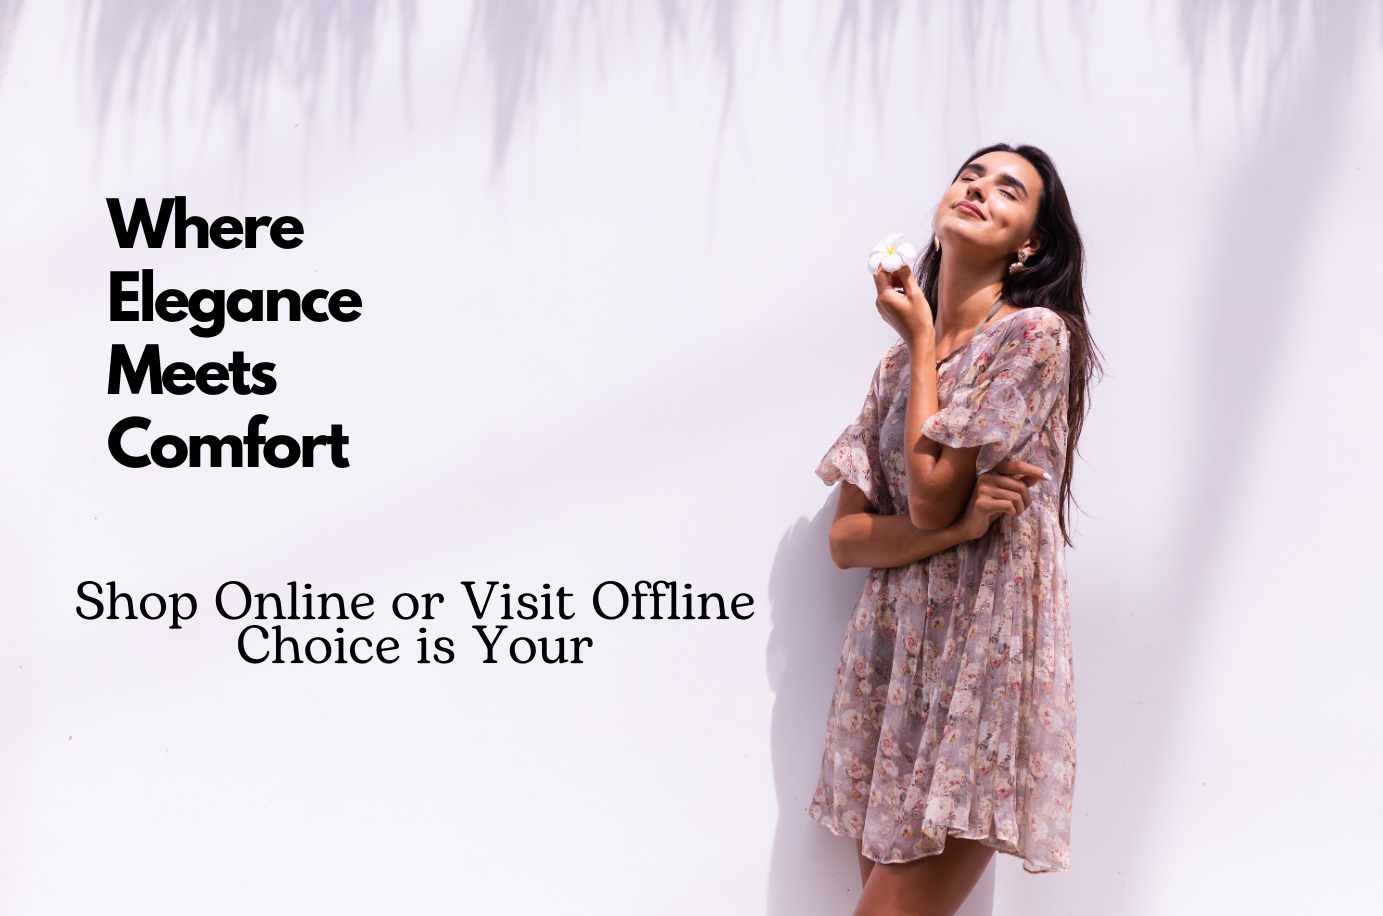 Where
Elegance
Meets
Comfort
Shop Online or Visit Offline
Choice is Your